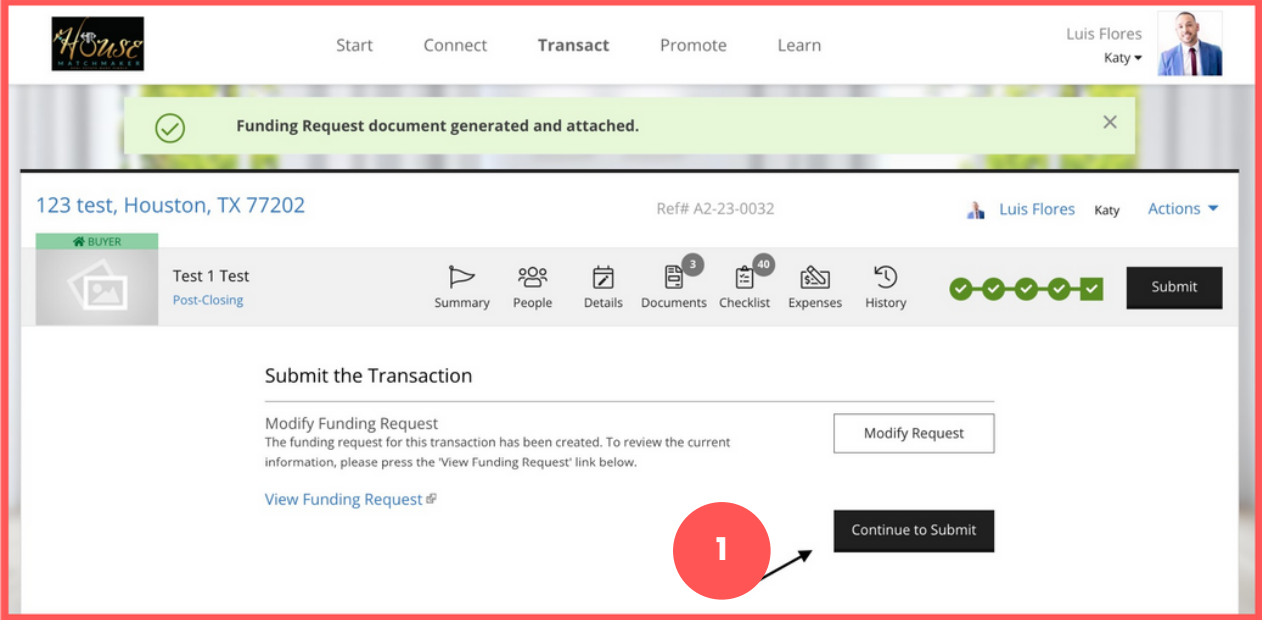 House
MATCHMAKER
Start
Connect
Transact
Promote
Learn
Luis Flores
Katy
Funding Request document generated and attached.
123 test, Houston, TX 77202
Ref# A2-23-0032
Luis Flores
Katy
Actions
BUYER
Test 1 Test
Post-Closing
Summary
People
Details
3
Documents
40
Checklist
Expenses
History
Submit
Submit the Transaction
Modify Funding Request
The funding request for this transaction has been created. To review the current
information, please press the 'View Funding Request' link below.
Modify Request
View Funding Request
Continue to Submit
1